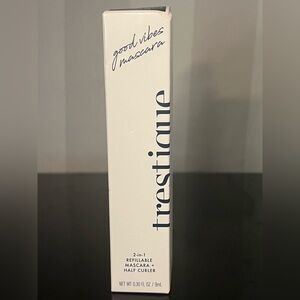 good vibes
mascara
trestique
2-in-1
REFILLABLE
MASCARA +
HALF CURLER
NET WT 0.30 FL OZ / 9mL